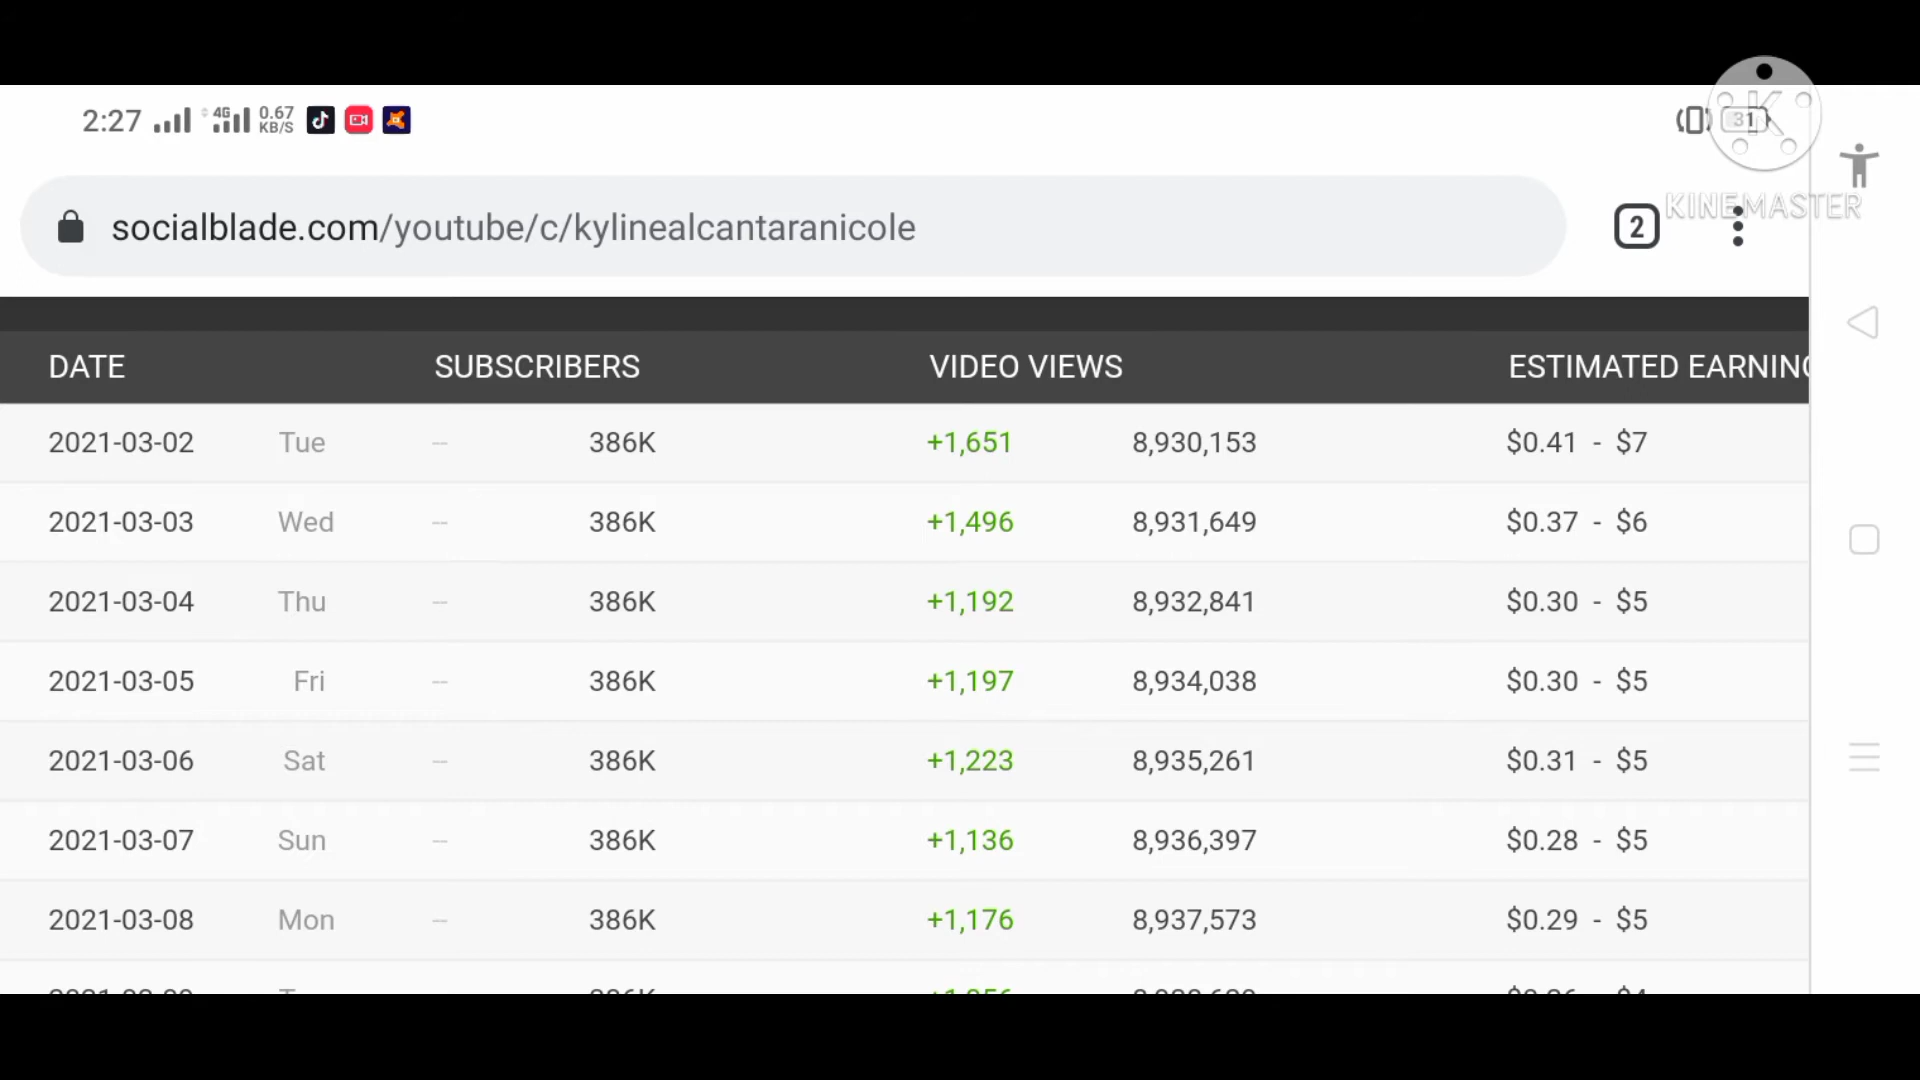 2:27 4G 0.67 KB/S 31
KINEMASTER
socialblade.com/youtube/c/kylinealcantaranicole 2
DATE SUBSCRIBERS VIDEO VIEWS ESTIMATED EARNING
2021-03-02 Tue -- 386K +1,651 8,930,153 $0.41 - $7
2021-03-03 Wed -- 386K +1,496 8,931,649 $0.37 - $6
2021-03-04 Thu -- 386K +1,192 8,932,841 $0.30 - $5
2021-03-05 Fri -- 386K +1,197 8,934,038 $0.30 - $5
2021-03-06 Sat -- 386K +1,223 8,935,261 $0.31 - $5
2021-03-07 Sun -- 386K +1,136 8,936,397 $0.28 - $5
2021-03-08 Mon -- 386K +1,176 8,937,573 $0.29 - $5